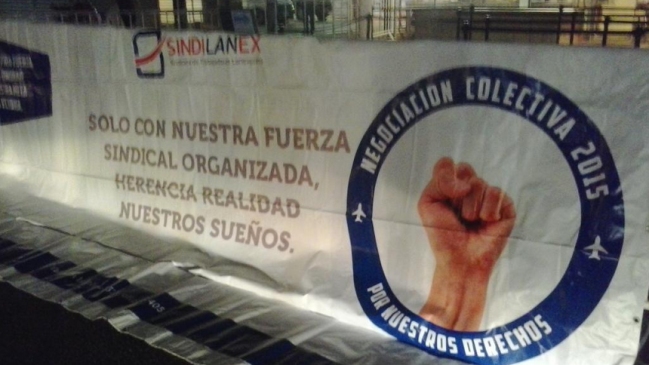 SINDILANEX
SOLO CON NUESTRA FUERZA
SINDICAL ORGANIZADA,
HERENCIA REALIDAD
NUESTROS SUEÑOS.
NEGOCIACION COLECTIVA 2015
POR NUESTROS DERECHOS